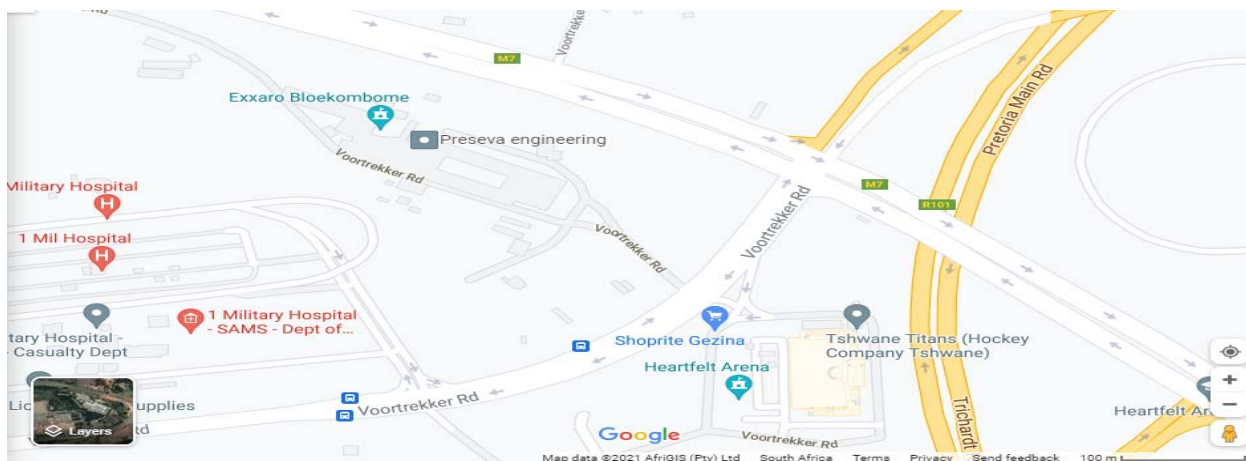 Rd
Voortrekker
M7
Exxaro Bloekombome
Preseva engineering
Voortrekker Rd
Pretoria Main Rd
Military Hospital
M7
R101
1 Mil Hospital
Voortrekker Rd
Voortrekker Rd
1 Military Hospital
- SAMS - Dept of...
tary Hospital -
Casualty Dept
Shoprite Gezina
Tshwane Titans (Hockey
Company Tshwane)
Heartfelt Arena
Voortrekker Rd
upplies
Layers
Rd
Trichardt
Heartfelt Ar
Google
Voortrekker Rd
Map data ©2021 AfriGIS (Pty) Ltd South Africa Terms Privacy Send feedback 100 m